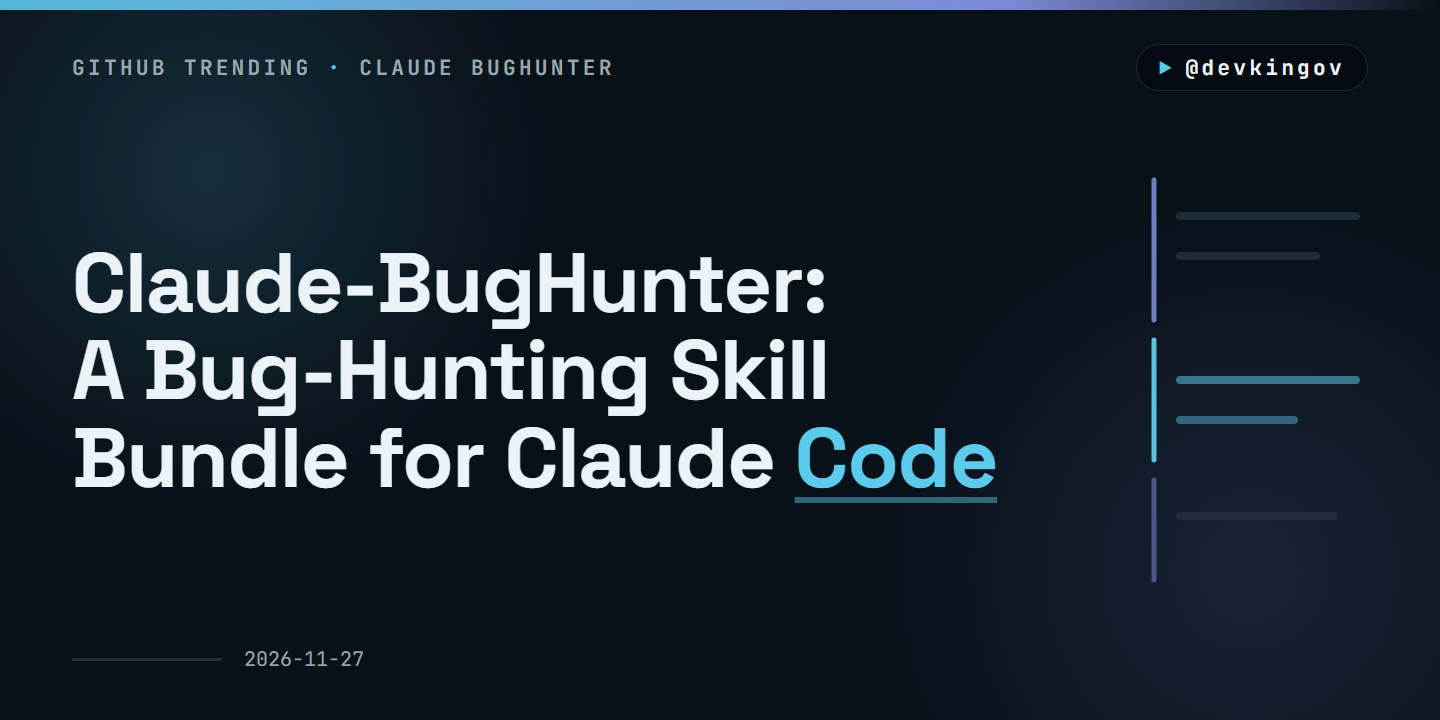 GITHUB TRENDING · CLAUDE BUGHUNTER
@devkingov
Claude-BugHunter:
A Bug-Hunting Skill
Bundle for Claude Code
2026-11-27